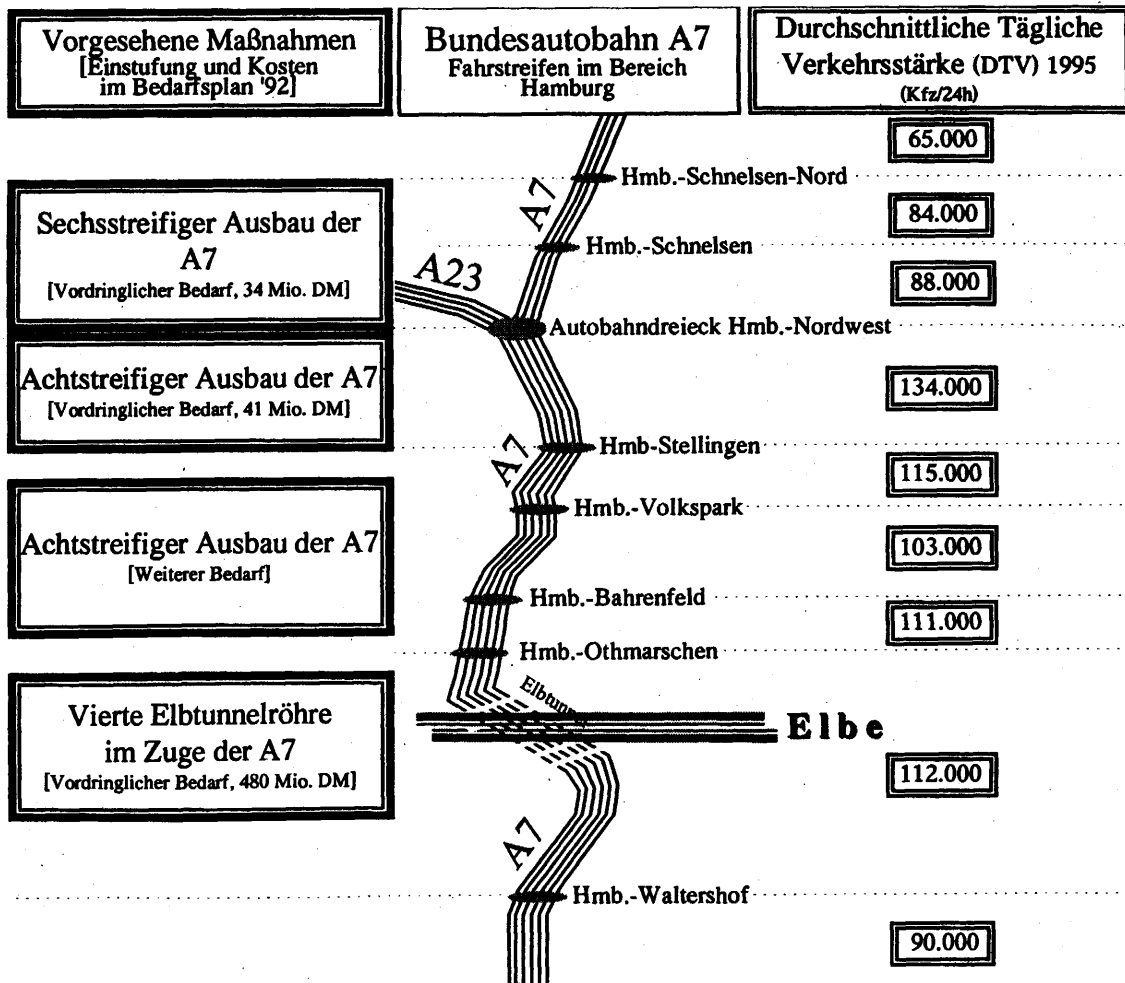 Vorgesehene Maßnahmen
[Einstufung und Kosten
im Bedarfsplan '92]
Bundesautobahn A7
Fahrstreifen im Bereich
Hamburg
Durchschnittliche Tägliche
Verkehrsstärke (DTV) 1995
(Kfz/24h)
65.000
Hmb.-Schnelsen-Nord
A7
84.000
Sechsstreifiger Ausbau der
A7
[Vordringlicher Bedarf, 34 Mio. DM]
Hmb.-Schnelsen
A23
88.000
Autobahndreieck Hmb.-Nordwest
Achtstreifiger Ausbau der A7
[Vordringlicher Bedarf, 41 Mio. DM]
134.000
Hmb-Stellingen
A7
115.000
Hmb.-Volkspark
Achtstreifiger Ausbau der A7
[Weiterer Bedarf]
103.000
Hmb.-Bahrenfeld
111.000
Hmb.-Othmarschen
Elbtunnel
Vierte Elbtunnelröhre
im Zuge der A7
[Vordringlicher Bedarf, 480 Mio. DM]
Elbe
112.000
A7
Hmb.-Waltershof
90.000